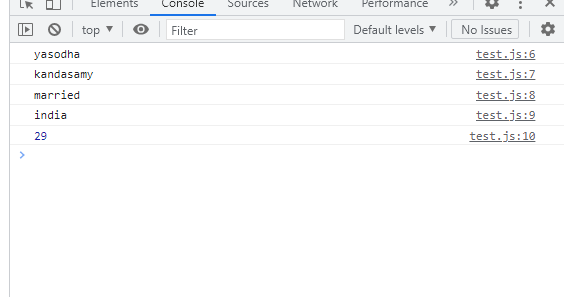 Elements Console Sources Network Performance »
top ▼ Filter Default levels ▼ No Issues
yasodha test.js:6
kandasamy test.js:7
married test.js:8
india test.js:9
29 test.js:10
>